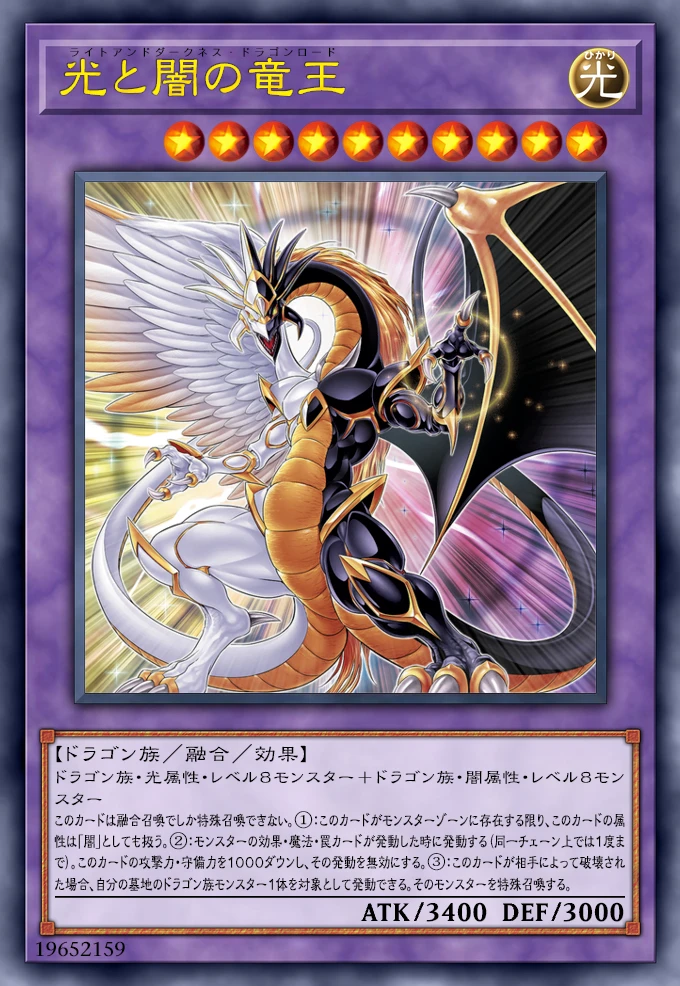 ライトアンドダークネス・ドラゴンロード
光と闇の竜王
ひかり
光
【ドラゴン族／融合／効果】
ドラゴン族・光属性・レベル８モンスター＋ドラゴン族・闇属性・レベル８モン
スター
このカードは融合召喚でしか特殊召喚できない。①：このカードがモンスターゾーンに存在する限り、このカードの属
性は「闇」としても扱う。②：モンスターの効果・魔法・罠カードが発動した時に発動する(同一チェーン上では１度ま
で)。このカードの攻撃力・守備力を１０００ダウンし、その発動を無効にする。③：このカードが相手によって破壊され
た場合、自分の墓地のドラゴン族モンスター１体を対象として発動できる。そのモンスターを特殊召喚する。
ATK/3400 DEF/3000
19652159